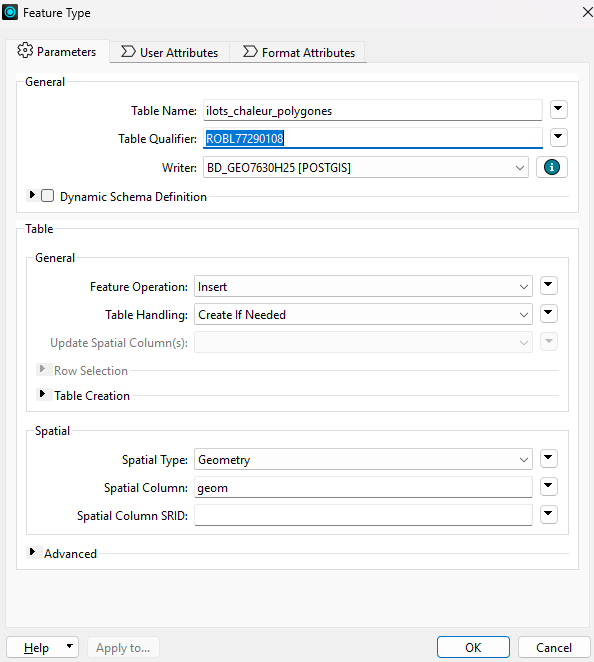 Feature Type
Parameters User Attributes Format Attributes
General
Table Name: ilots_chaleur_polygones
Table Qualifier: ROBL77290108
Writer: BD_GEO7630H25 [POSTGIS]
Dynamic Schema Definition
Table
General
Feature Operation: Insert
Table Handling: Create If Needed
Update Spatial Column(s):
Row Selection
Table Creation
Spatial
Spatial Type: Geometry
Spatial Column: geom
Spatial Column SRID:
Advanced
Help Apply to... OK Cancel